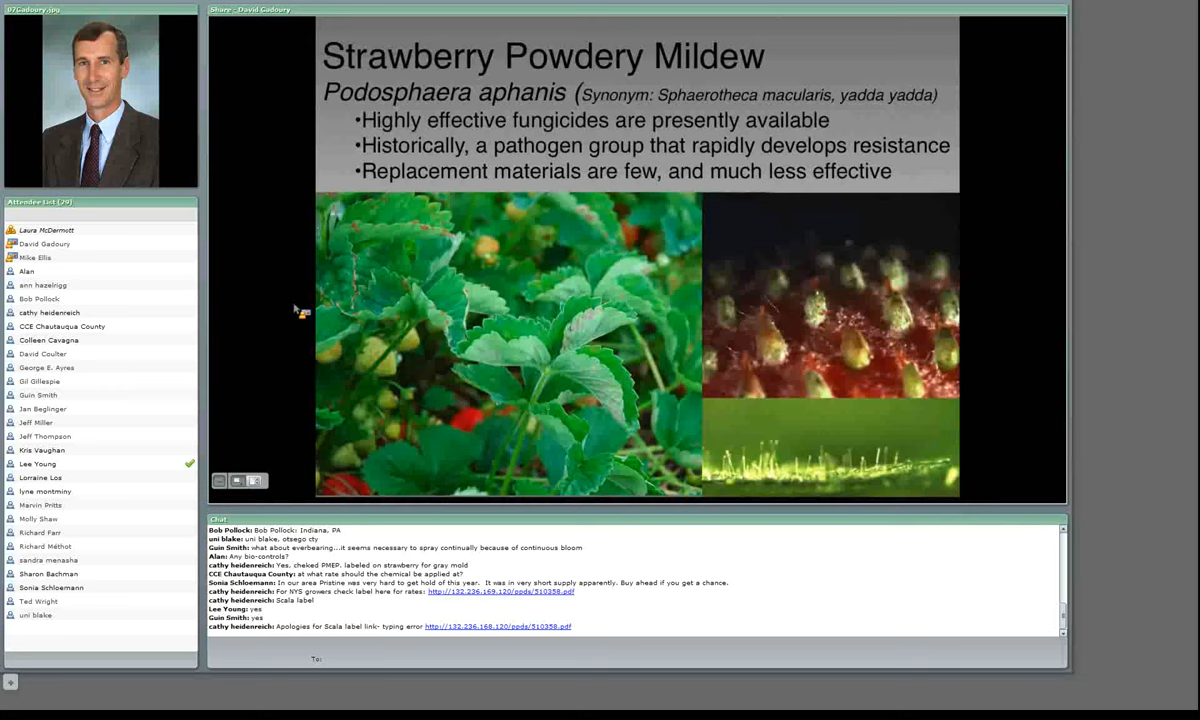 07Gadoury.jpg
Attendee List (29)
Laura McDermott
David Gadoury
Mike Ellis
Alan
ann hazelrigg
Bob Pollock
cathy heidenreich
CCE Chautauqua County
Colleen Cavagna
David Coulter
George E. Ayres
Gil Gillespie
Guin Smith
Jan Beglinger
Jeff Miller
Jeff Thompson
Kris Vaughan
Lee Young
Lorraine Los
lyne montminy
Marvin Pritts
Molly Shaw
Richard Farr
Richard Méthot
sandra menasha
Sharon Bachman
Sonia Schloemann
Ted Wright
uni blake
Share - David Gadoury
Strawberry Powdery Mildew
Podosphaera aphanis (Synonym: Sphaerotheca macularis, yadda yadda)
•Highly effective fungicides are presently available
•Historically, a pathogen group that rapidly develops resistance
•Replacement materials are few, and much less effective
Chat
Bob Pollock: Bob Pollock: Indiana, PA
uni blake: uni blake, otsego cty
Guin Smith: what about everbearing...it seems necessary to spray continually because of continuous bloom
Alan: Any bio-controls?
cathy heidenreich: Yes, cheked PMEP, labeled on strawberry for gray mold
CCE Chautauqua County: at what rate should the chemical be applied at?
Sonia Schloemann: In our area Pristine was very hard to get hold of this year. It was in very short supply apparently. Buy ahead if you get a chance.
cathy heidenreich: For NYS growers check label here for rates: http://132.236.169.120/ppds/510358.pdf
cathy heidenreich: Scala label
Lee Young: yes
Guin Smith: yes
cathy heidenreich: Apologies for Scala label link- typing error http://132.236.168.120/ppds/510358.pdf
To: